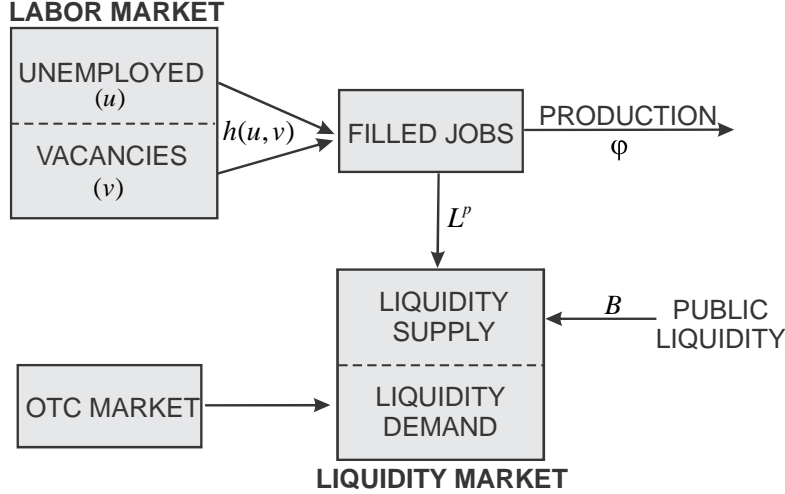 LABOR MARKET
UNEMPLOYED
(u)
VACANCIES
(v)
h(u, v)
FILLED JOBS
PRODUCTION
φ
L^p
LIQUIDITY
SUPPLY
B
PUBLIC
LIQUIDITY
OTC MARKET
LIQUIDITY
DEMAND
LIQUIDITY MARKET